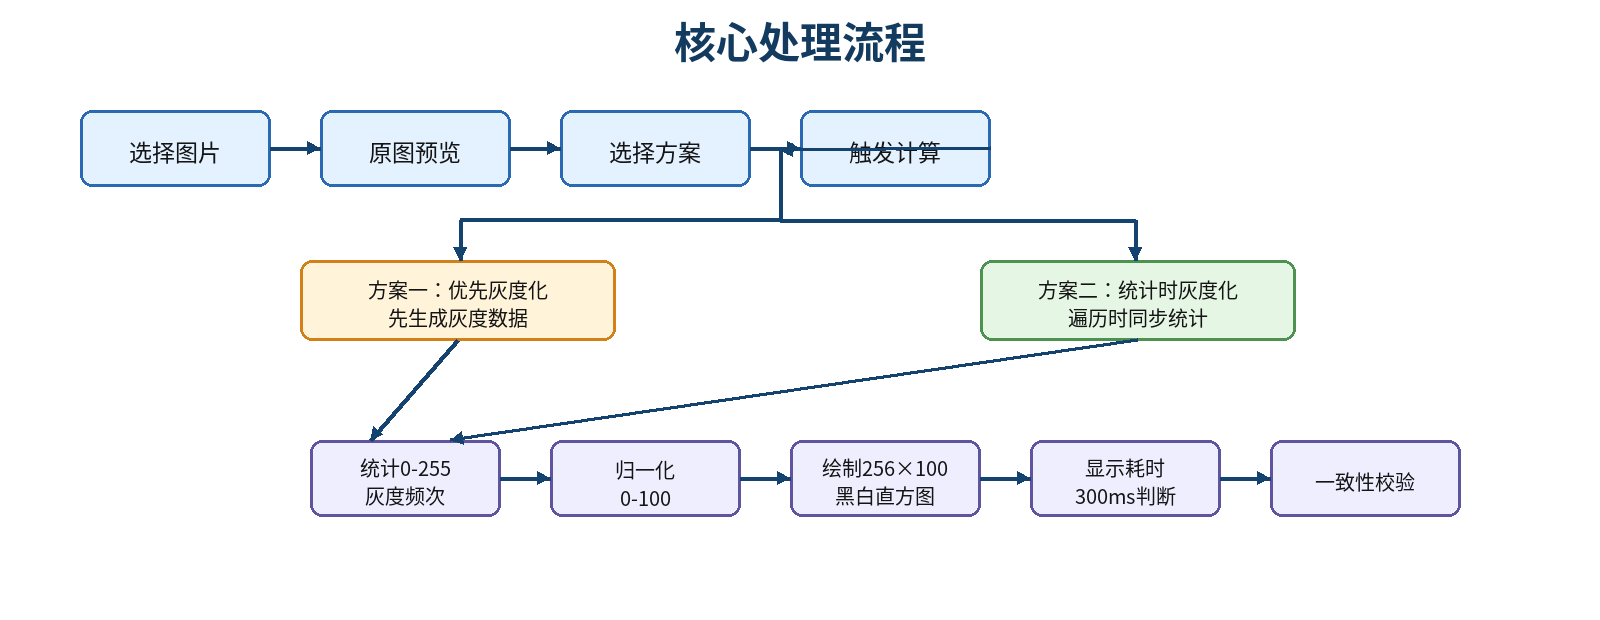 核心处理流程
选择图片
原图预览
选择方案
触发计算
方案一：优先灰度化
先生成灰度数据
方案二：统计时灰度化
遍历时同步统计
统计0-255
灰度频次
归一化
0-100
绘制256×100
黑白直方图
显示耗时
300ms判断
一致性校验